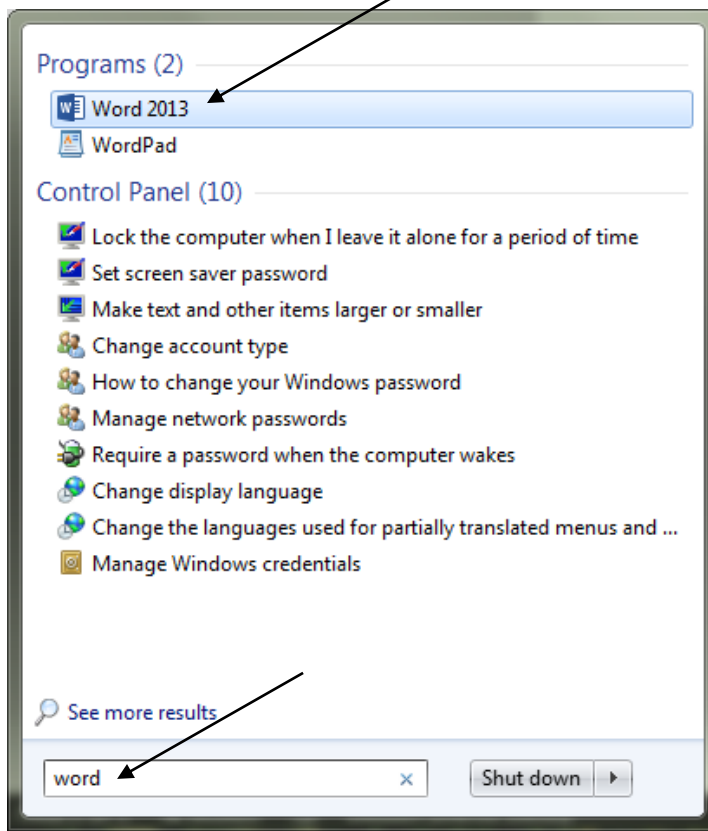 Programs (2)
Word 2013
WordPad
Control Panel (10)
Lock the computer when I leave it alone for a period of time
Set screen saver password
Make text and other items larger or smaller
Change account type
How to change your Windows password
Manage network passwords
Require a password when the computer wakes
Change display language
Change the languages used for partially translated menus and ...
Manage Windows credentials
See more results
word
Shut down